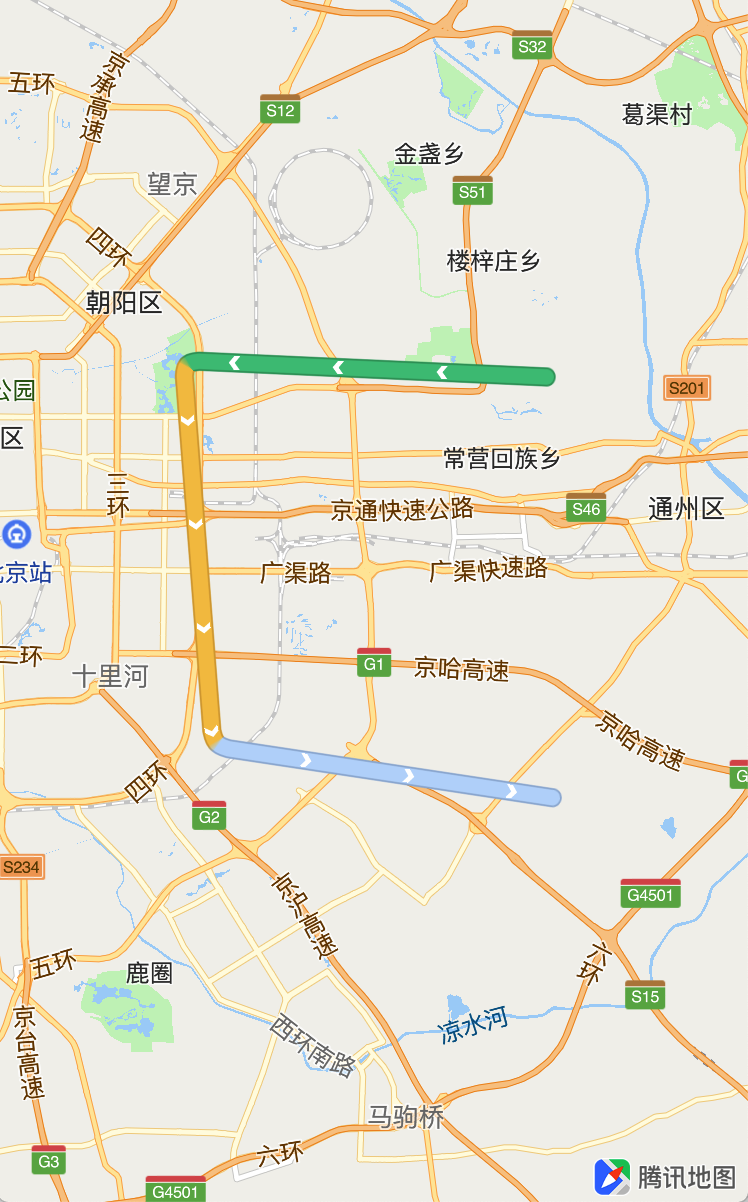 S32
五环
京承高速
S12
葛渠村
金盏乡
望京
S51
四环
楼梓庄乡
朝阳区
公园
S201
区
常营回族乡
三环
京通快速公路
S46
通州区
北京站
广渠路
广渠快速路
二环
十里河
G1
京哈高速
京哈高速
G
四环
G2
S234
京沪高速
G4501
五环
鹿圈
六环
S15
京台高速
西环南路
凉水河
马驹桥
G3
六环
G4501
腾讯地图